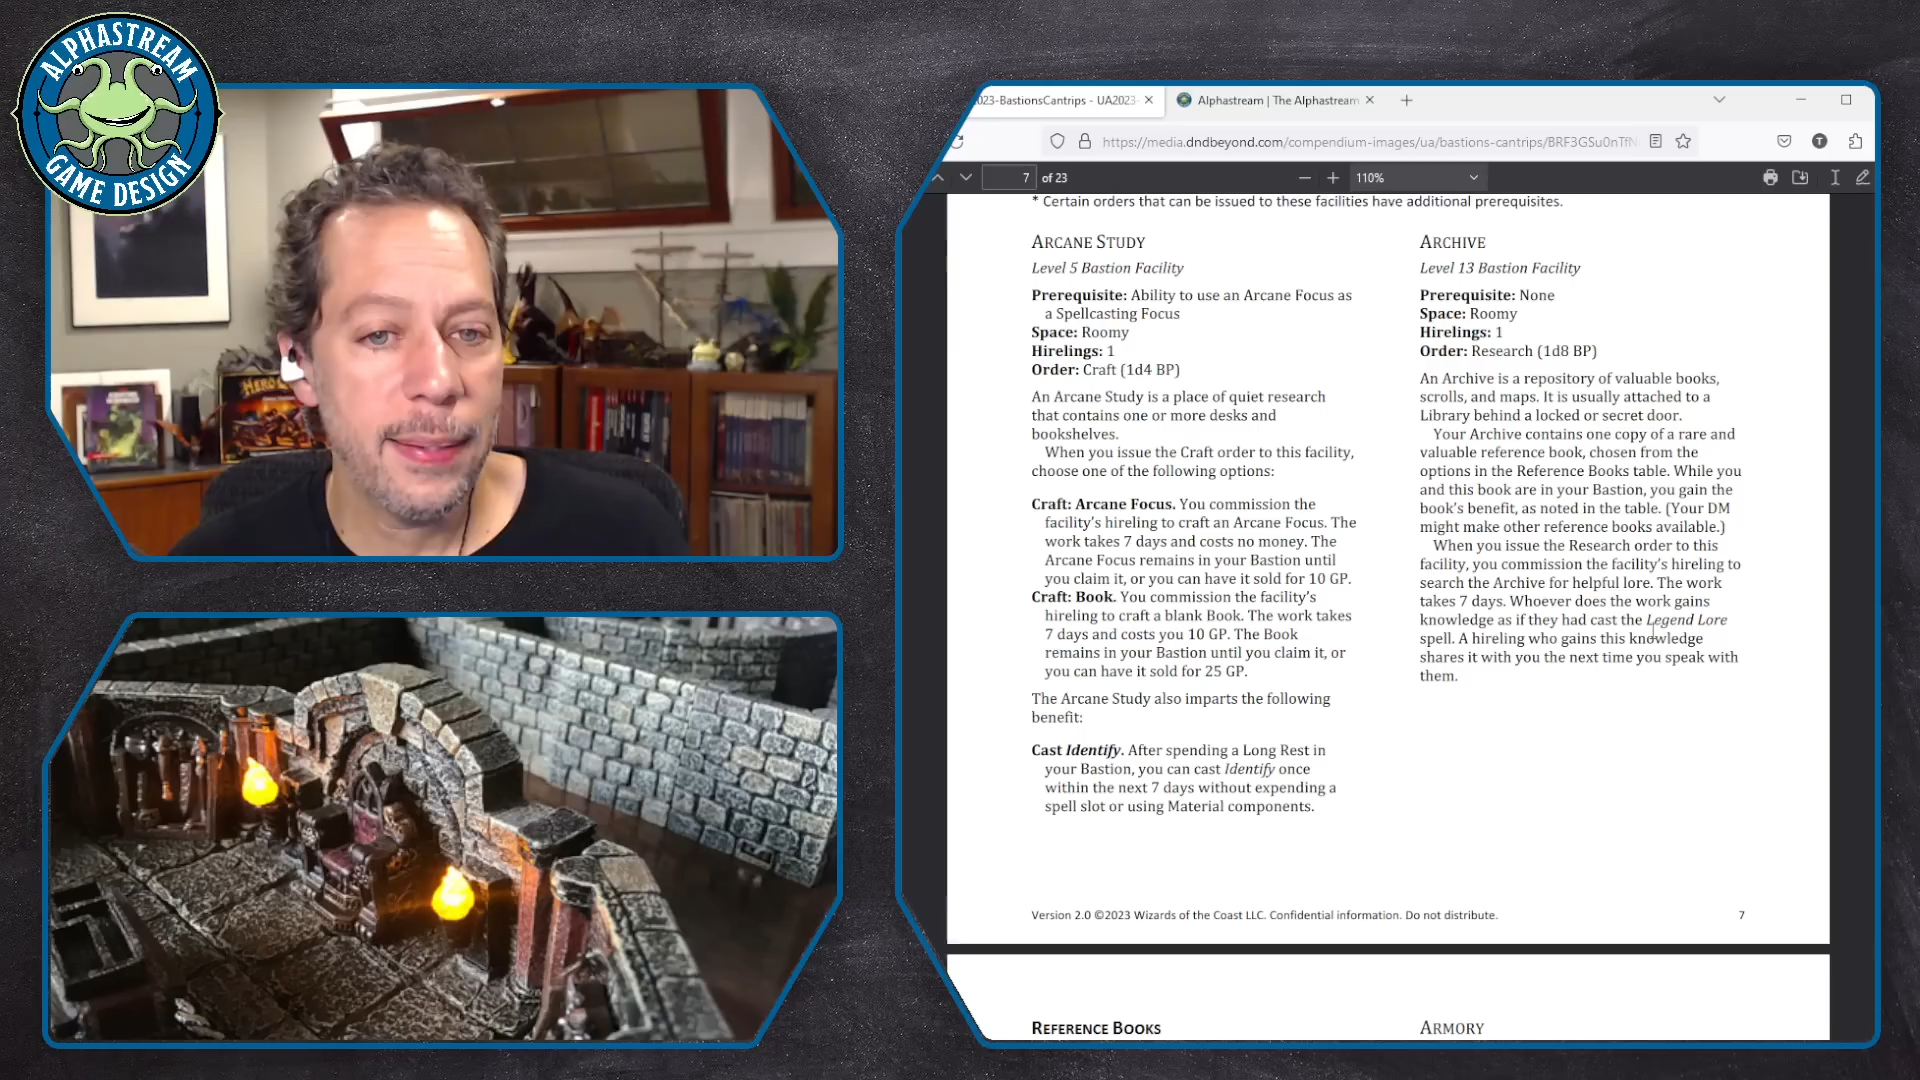 ALPHASTREAM
GAME DESIGN
HERO
2023-BastionsCantrips - UA2023-
Alphastream | The Alphastream
https://media.dndbeyond.com/compendium-images/ua/bastions-cantrips/BRF3GSu0nTfN
T
7 of 23
110%
* Certain orders that can be issued to these facilities have additional prerequisites.
ARCANE STUDY
Level 5 Bastion Facility
Prerequisite: Ability to use an Arcane Focus as
a Spellcasting Focus
Space: Roomy
Hirelings: 1
Order: Craft (1d4 BP)
An Arcane Study is a place of quiet research
that contains one or more desks and
bookshelves.
When you issue the Craft order to this facility,
choose one of the following options:
Craft: Arcane Focus. You commission the
facility’s hireling to craft an Arcane Focus. The
work takes 7 days and costs no money. The
Arcane Focus remains in your Bastion until
you claim it, or you can have it sold for 10 GP.
Craft: Book. You commission the facility’s
hireling to craft a blank Book. The work takes
7 days and costs you 10 GP. The Book
remains in your Bastion until you claim it, or
you can have it sold for 25 GP.
The Arcane Study also imparts the following
benefit:
Cast Identify. After spending a Long Rest in
your Bastion, you can cast Identify once
within the next 7 days without expending a
spell slot or using Material components.
ARCHIVE
Level 13 Bastion Facility
Prerequisite: None
Space: Roomy
Hirelings: 1
Order: Research (1d8 BP)
An Archive is a repository of valuable books,
scrolls, and maps. It is usually attached to a
Library behind a locked or secret door.
Your Archive contains one copy of a rare and
valuable reference book, chosen from the
options in the Reference Books table. While you
and this book are in your Bastion, you gain the
book’s benefit, as noted in the table. (Your DM
might make other reference books available.)
When you issue the Research order to this
facility, you commission the facility’s hireling to
search the Archive for helpful lore. The work
takes 7 days. Whoever does the work gains
knowledge as if they had cast the Legend Lore
spell. A hireling who gains this knowledge
shares it with you the next time you speak with
them.
Version 2.0 ©2023 Wizards of the Coast LLC. Confidential information. Do not distribute.
7
REFERENCE BOOKS
ARMORY